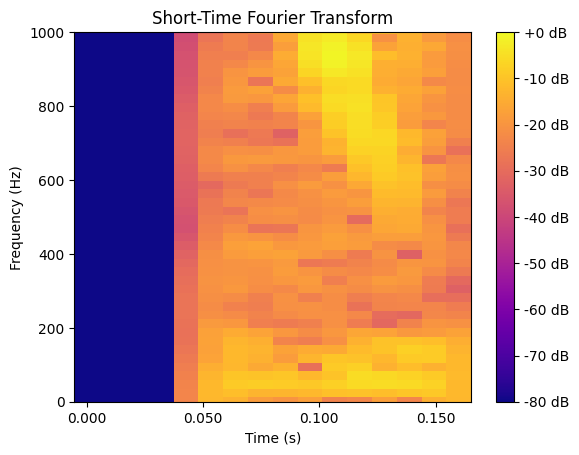 Short-Time Fourier Transform
1000
800
600
400
200
0
Frequency (Hz)
0.000
0.050
0.100
0.150
Time (s)
+0 dB
-10 dB
-20 dB
-30 dB
-40 dB
-50 dB
-60 dB
-70 dB
-80 dB